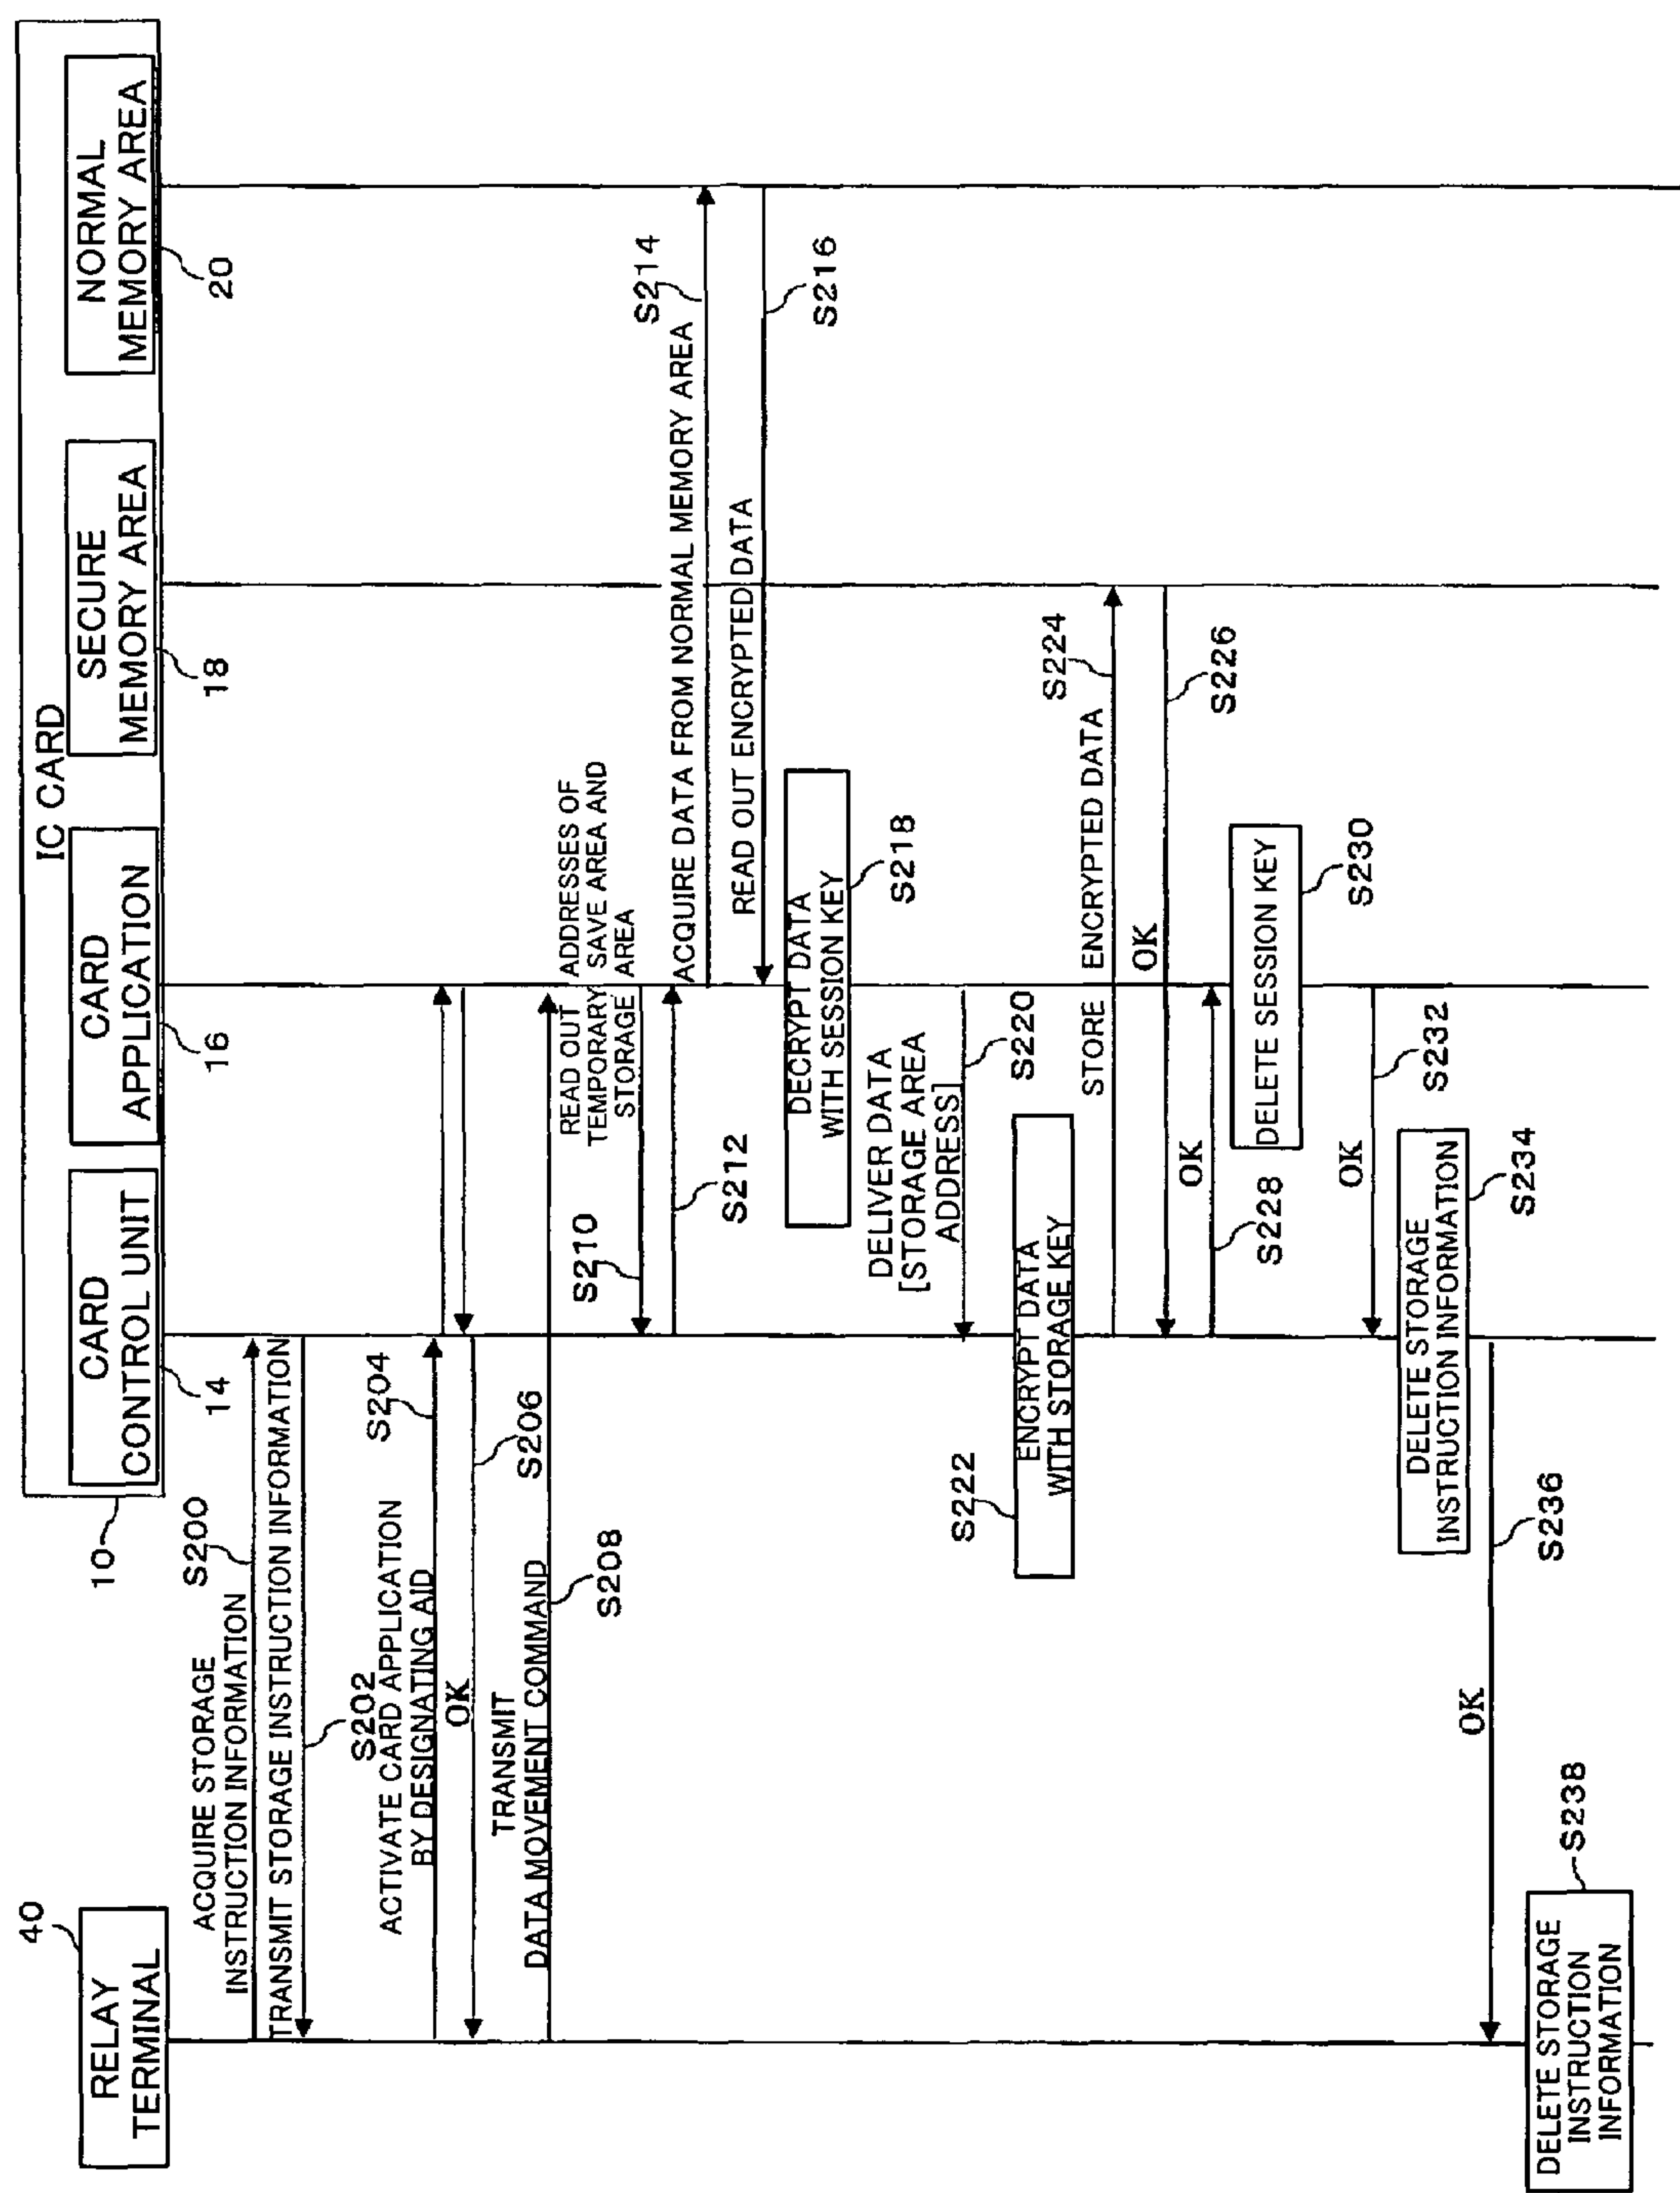 IC CARD
RELAY
TERMINAL
40
10
CARD
CONTROL UNIT
14
CARD
APPLICATION
16
SECURE
MEMORY AREA
18
NORMAL
MEMORY AREA
20
ACQUIRE STORAGE
INSTRUCTION INFORMATION
S200
TRANSMIT STORAGE INSTRUCTION INFORMATION
S202
ACTIVATE CARD APPLICATION
BY DESIGNATING AID
S204
OK
S206
TRANSMIT
DATA MOVEMENT COMMAND
S208
READ OUT ADDRESSES OF
TEMPORARY SAVE AREA AND
STORAGE AREA
S210
S212
ACQUIRE DATA FROM NORMAL MEMORY AREA
S214
READ OUT ENCRYPTED DATA
S216
DECRYPT DATA
WITH SESSION KEY
S218
DELIVER DATA
[STORAGE AREA
ADDRESS]
S220
ENCRYPT DATA
WITH STORAGE KEY
S222
STORE ENCRYPTED DATA
S224
OK
S226
OK
S228
DELETE SESSION KEY
S230
OK
S232
DELETE STORAGE
INSTRUCTION INFORMATION
S234
OK
S236
DELETE STORAGE
INSTRUCTION
INFORMATION
S238